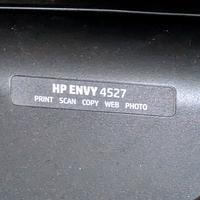 HP ENVY 4527
PRINT SCAN COPY WEB PHOTO